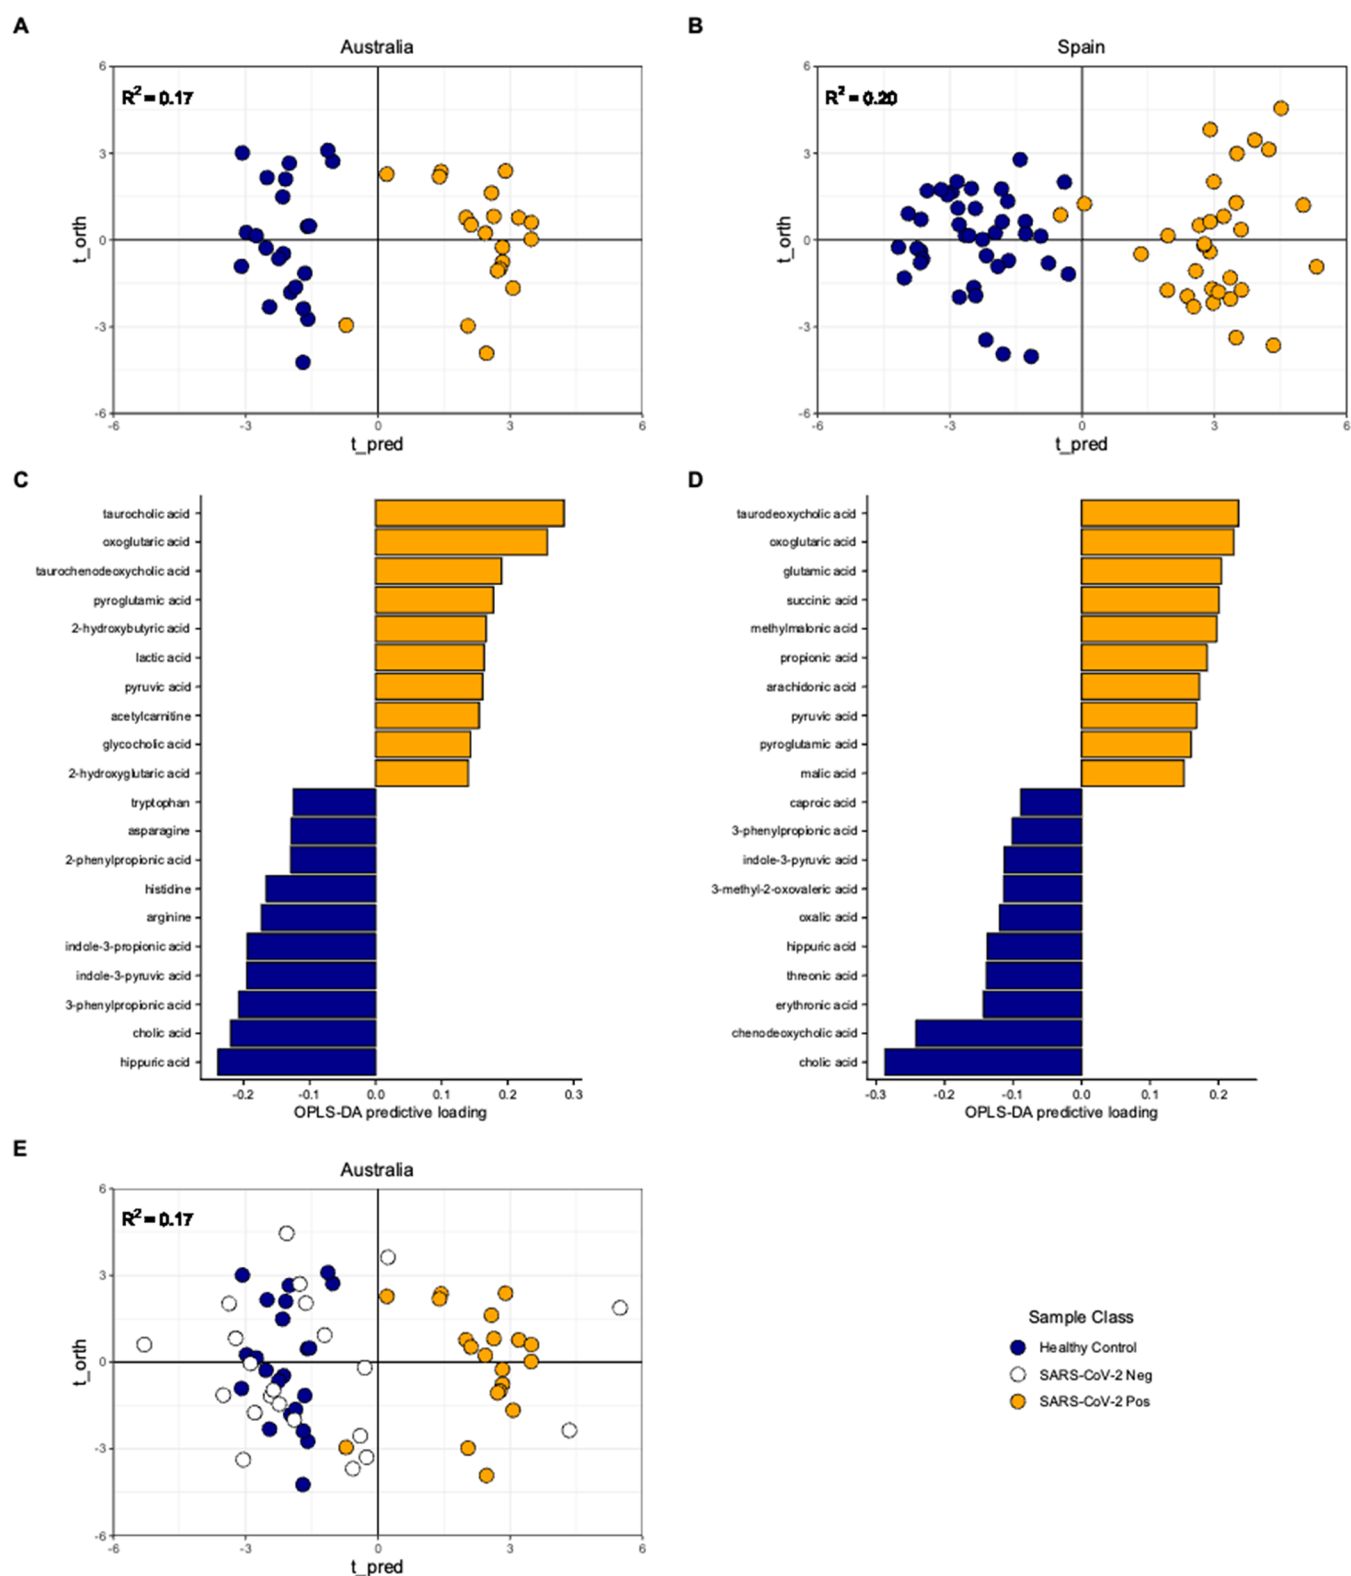 A
B
Australia
Spain
R² = 0.17
R² = 0.20
6
3
0
-3
-6
t_orth
-6
-3
0
3
6
t_pred
6
3
0
-3
-6
t_orth
-6
-3
0
3
6
t_pred
C
taurocholic acid
oxoglutaric acid
taurochenodeoxycholic acid
pyroglutamic acid
2-hydroxybutyric acid
lactic acid
pyruvic acid
acetylcarnitine
glycocholic acid
2-hydroxyglutaric acid
tryptophan
asparagine
2-phenylpropionic acid
histidine
arginine
indole-3-propionic acid
indole-3-pyruvic acid
3-phenylpropionic acid
cholic acid
hippuric acid
-0.2
-0.1
0.0
0.1
0.2
0.3
OPLS-DA predictive loading
D
taurodeoxycholic acid
oxoglutaric acid
glutamic acid
succinic acid
methylmalonic acid
propionic acid
arachidonic acid
pyruvic acid
pyroglutamic acid
malic acid
caproic acid
3-phenylpropionic acid
indole-3-pyruvic acid
3-methyl-2-oxovaleric acid
oxalic acid
hippuric acid
threonic acid
erythronic acid
chenodeoxycholic acid
cholic acid
-0.3
-0.2
-0.1
0.0
0.1
0.2
OPLS-DA predictive loading
E
Australia
R² = 0.17
6
3
0
-3
-6
t_orth
-6
-3
0
3
6
t_pred
Sample Class
Healthy Control
SARS-CoV-2 Neg
SARS-CoV-2 Pos